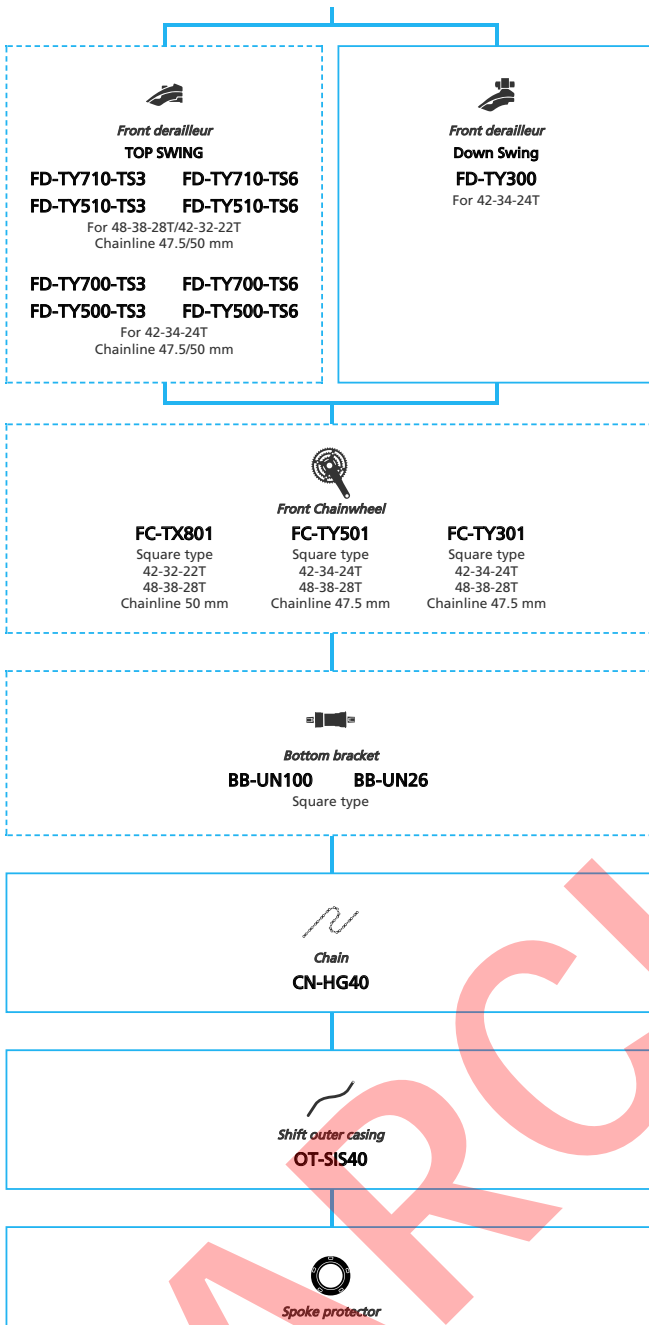 Front derailleur
TOP SWING
FD-TY710-TS3 FD-TY710-TS6
FD-TY510-TS3 FD-TY510-TS6
For 48-38-28T/42-32-22T
Chainline 47.5/50 mm
FD-TY700-TS3 FD-TY700-TS6
FD-TY500-TS3 FD-TY500-TS6
For 42-34-24T
Chainline 47.5/50 mm
Front derailleur
Down Swing
FD-TY300
For 42-34-24T
Front Chainwheel
FC-TX801
Square type
42-32-22T
48-38-28T
Chainline 50 mm
FC-TY501
Square type
42-34-24T
48-38-28T
Chainline 47.5 mm
FC-TY301
Square type
42-34-24T
48-38-28T
Chainline 47.5 mm
Bottom bracket
BB-UN100 BB-UN26
Square type
Chain
CN-HG40
Shift outer casing
OT-SIS40
Spoke protector